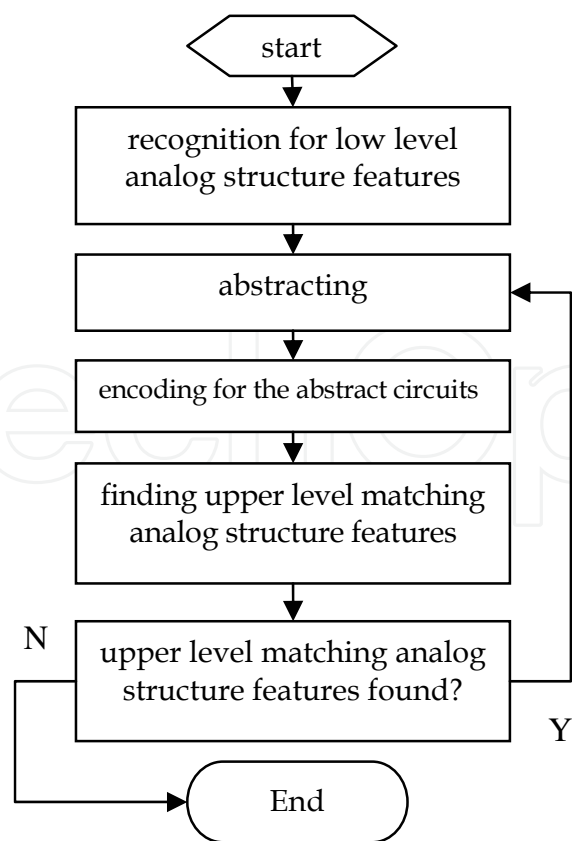 start
recognition for low level
analog structure features
abstracting
encoding for the abstract circuits
finding upper level matching
analog structure features
N
upper level matching analog
structure features found?
Y
End